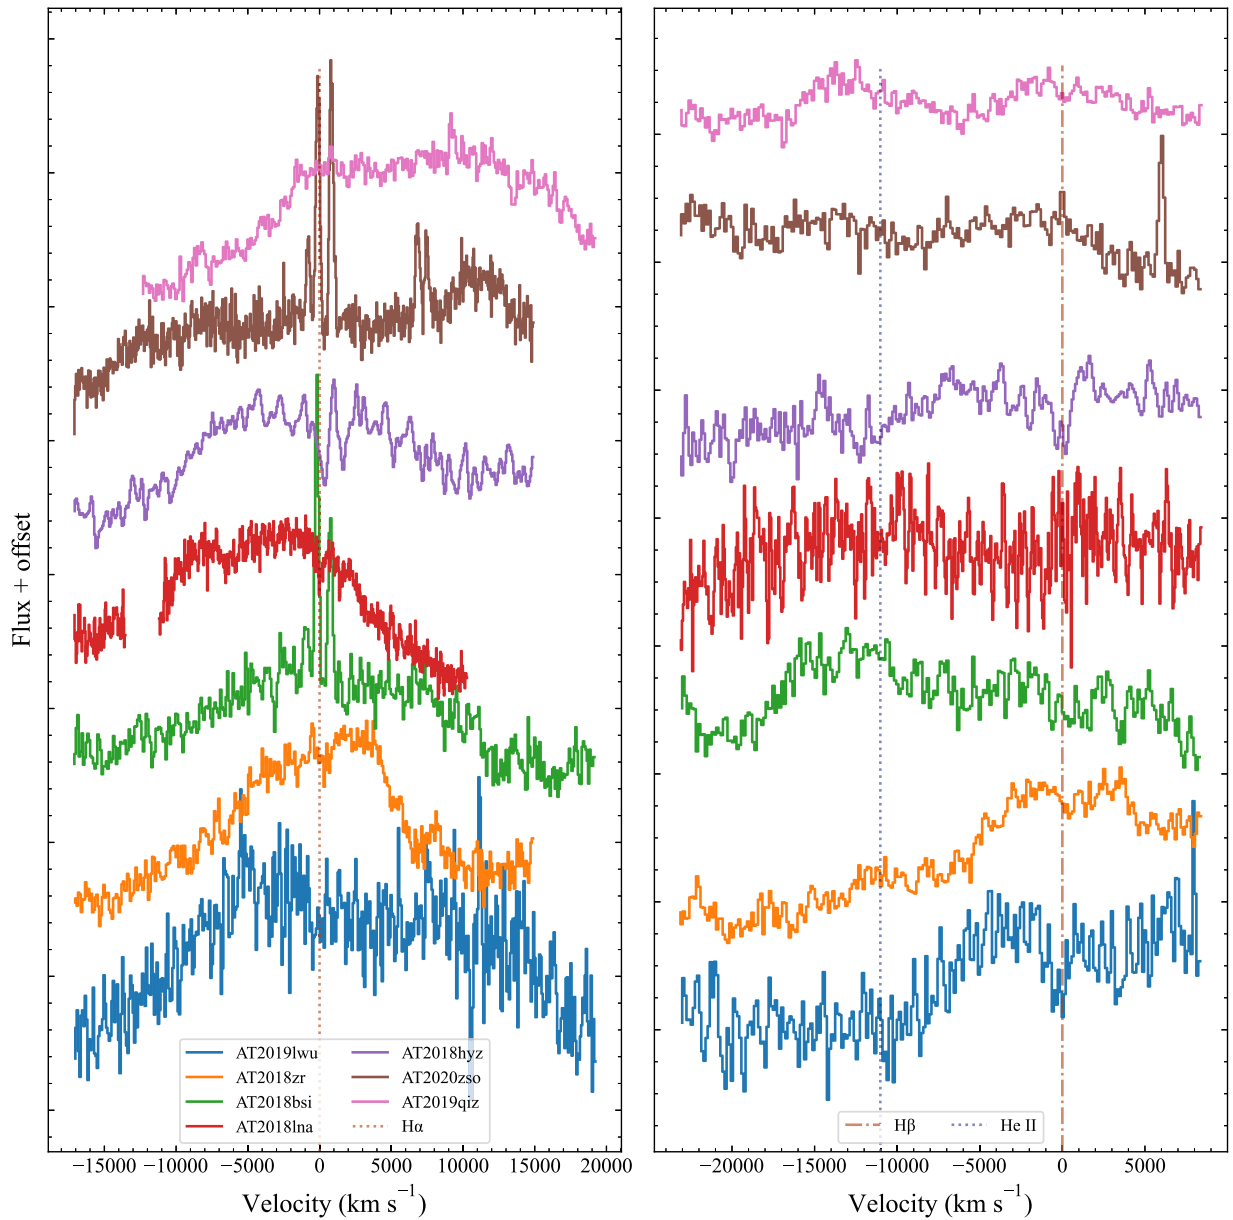 Flux + offset
AT2019lwu
AT2018zr
AT2018bsi
AT2018lna
AT2018hyz
AT2020zso
AT2019qiz
Hα
−15000 −10000 −5000 0 5000 10000 15000 20000
Velocity (km s⁻¹)
Hβ
He II
−20000 −15000 −10000 −5000 0 5000
Velocity (km s⁻¹)